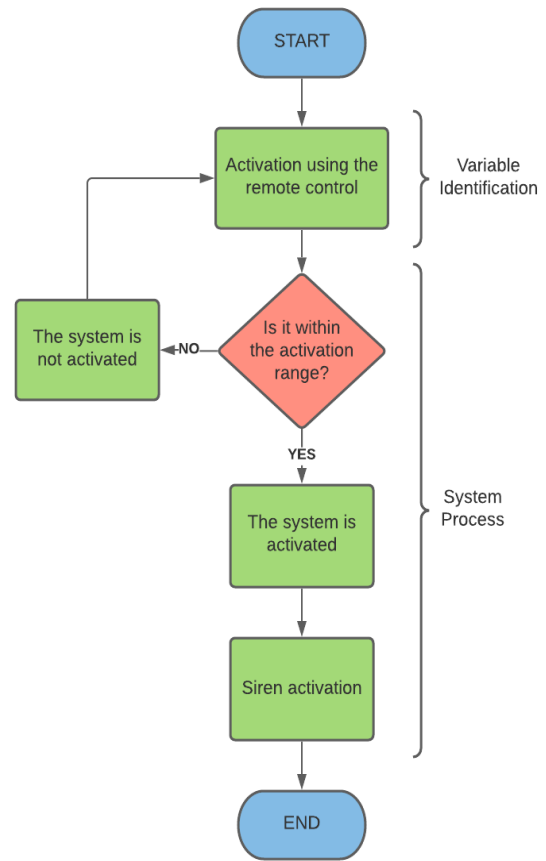 START
Activation using the
remote control
Variable
Identification
Is it within
the activation
range?
NO
The system is
not activated
YES
The system is
activated
System
Process
Siren activation
END